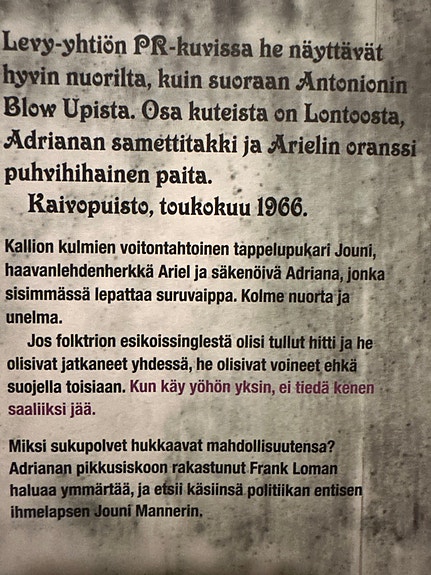 Levy-yhtiön PR-kuvissa he näyttävät
hyvin nuorilta, kuin suoraan Antonionin
Blow Upista. Osa kuteista on Lontoosta,
Adrianan samettitakki ja Arielin oranssi
puhvihihainen paita.
Kaivopuisto, toukokuu 1966.
Kallion kulmien voitontahtoinen tappelupukari Jouni,
haavanlehdenherkkä Ariel ja säkenöivä Adriana, jonka
sisimmässä lepattaa suruvaippa. Kolme nuorta ja
unelma.
Jos folktrion esikoissinglestä olisi tullut hitti ja he
olisivat jatkaneet yhdessä, he olisivat voineet ehkä
suojella toisiaan. Kun käy yöhön yksin, ei tiedä kenen
saaliiksi jää.
Miksi sukupolvet hukkaavat mahdollisuutensa?
Adrianan pikkusiskoon rakastunut Frank Loman
haluaa ymmärtää, ja etsii käsiinsä politiikan entisen
ihmelapsen Jouni Mannerin.